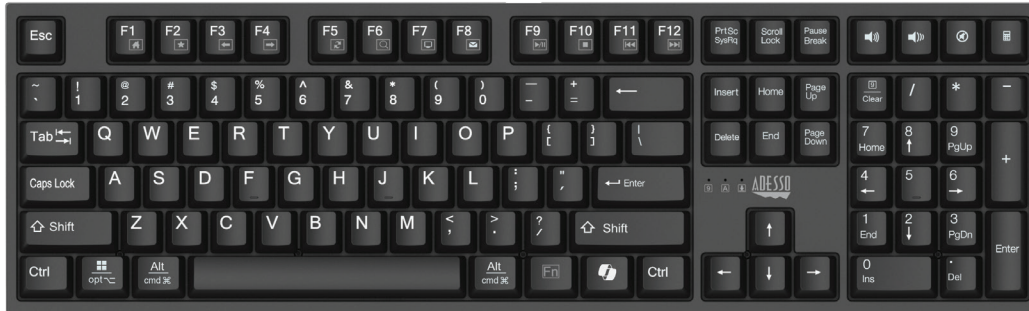 Esc F1 F2 F3 F4 F5 F6 F7 F8 F9 F10 F11 F12 PrtSc Scroll Pause
SysRq Lock Break
~ ! @ # $ % ^ & * ( ) — +
` 1 2 3 4 5 6 7 8 9 0 - = Insert Home Page Up 9 Clear / * -
Tab Q W E R T Y U I O P { } |
[ ] \ Delete End Page Down 7 Home 8 9 PgUp +
Caps Lock A S D F G H J K L : " Enter
; , 9 A ADESSO 4 5 6
Shift Z X C V B N M < > ? Shift 1 End 2 3 PgDn Enter
, . /
Ctrl opt Alt cmd ⌘ Alt cmd ⌘ Fn Ctrl 0 Ins . Del